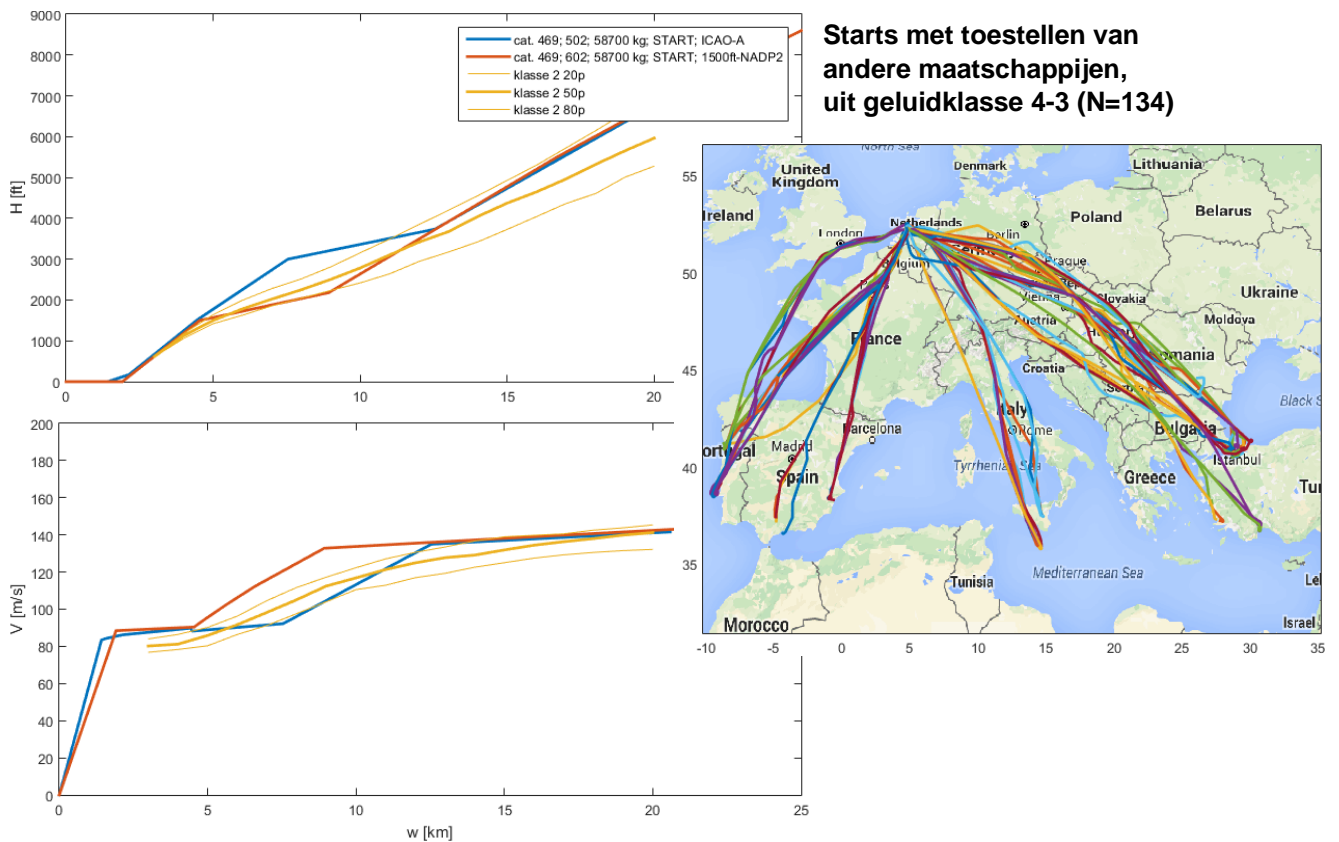 9000
8000
7000
6000
5000
4000
3000
2000
1000
0
H [ft]
0 5 10 15 20
cat. 469; 502; 58700 kg; START; ICAO-A
cat. 469; 602; 58700 kg; START; 1500ft-NADP2
klasse 2 20p
klasse 2 50p
klasse 2 80p
Starts met toestellen van
andere maatschappijen,
uit geluidklasse 4-3 (N=134)
55
50
45
40
35
-10 -5 0 5 10 15 20 25 30 35
North Sea
Denmark
Lithuania
United
Kingdom
Ireland
Netherlands
London
Berlin
Poland
Belarus
Belgium
Prague
Ukraine
Vienna
Slovakia
Moldova
Austria
France
Croatia
Italy
Rome
Bulgaria
Black S
Istanbul
Barcelona
Madrid
Portugal
Spain
Tyrrhenian Sea
Greece
Tur
Tunisia
Mediterranean Sea
Morocco
Israel
200
180
160
140
120
100
80
60
40
20
0
V [m/s]
0 5 10 15 20 25
w [km]